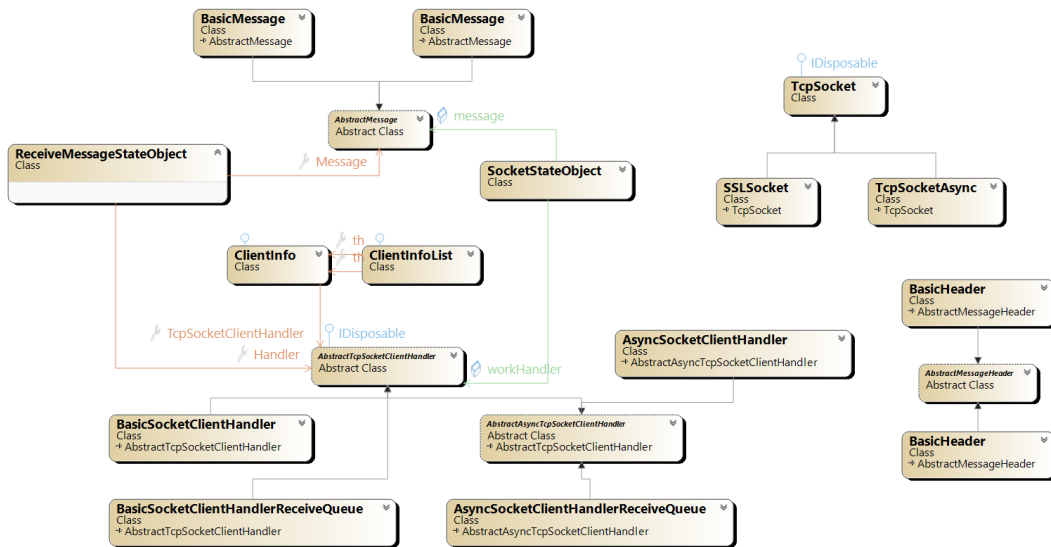 BasicMessage
Class
AbstractMessage
BasicMessage
Class
AbstractMessage
IDisposable
TcpSocket
Class
AbstractMessage
Abstract Class
message
ReceiveMessageStateObject
Class
Message
SocketStateObject
Class
SSLSocket
Class
TcpSocket
TcpSocketAsync
Class
TcpSocket
ClientInfo
Class
th
th
ClientInfoList
Class
BasicHeader
Class
AbstractMessageHeader
TcpSocketClientHandler
IDisposable
Handler
AbstractTcpSocketClientHandler
Abstract Class
workHandler
AsyncSocketClientHandler
Class
AbstractAsyncTcpSocketClientHandler
AbstractMessageHeader
Abstract Class
BasicSocketClientHandler
Class
AbstractTcpSocketClientHandler
AbstractAsyncTcpSocketClientHandler
Abstract Class
AbstractTcpSocketClientHandler
BasicHeader
Class
AbstractMessageHeader
BasicSocketClientHandlerReceiveQueue
Class
AbstractTcpSocketClientHandler
AsyncSocketClientHandlerReceiveQueue
Class
AbstractAsyncTcpSocketClientHandler